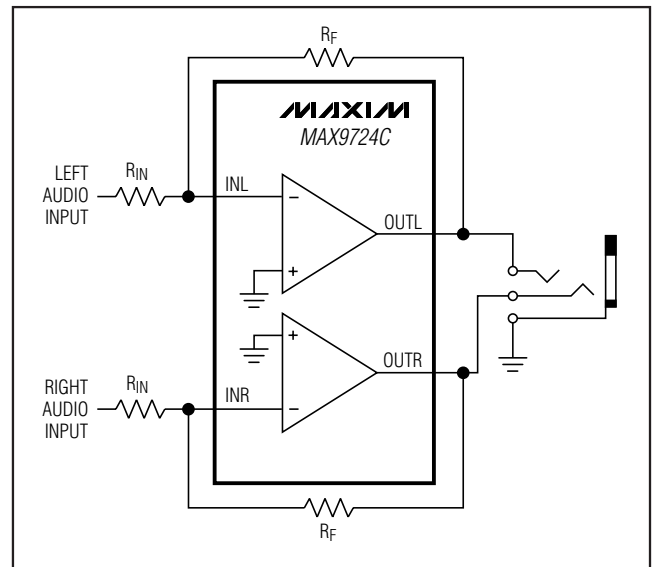 RF
MAXIM
MAX9724C
LEFT
AUDIO
INPUT
RIN
INL
−
OUTL
+
+
OUTR
RIGHT
AUDIO
INPUT
RIN
INR
−
RF